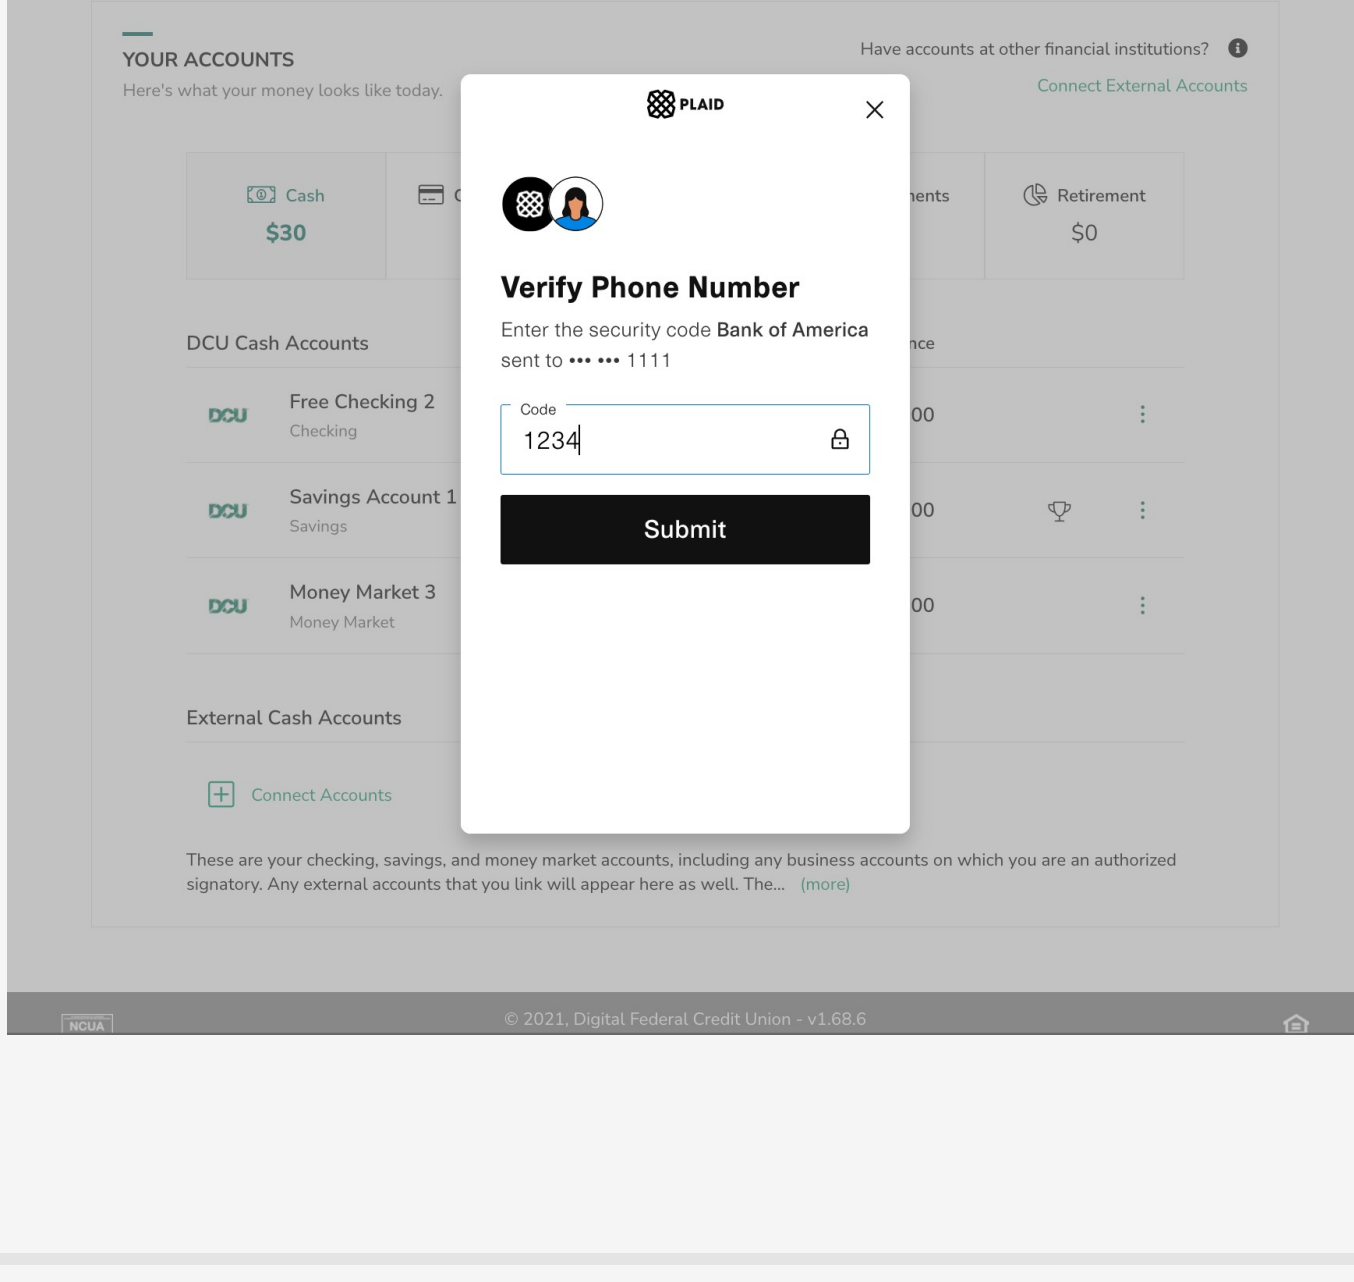 YOUR ACCOUNTS
Here's what your money looks like today.
Have accounts at other financial institutions?
Connect External Accounts
Cash
$30
Retirement
$0
DCU Cash Accounts
DCU
Free Checking 2
Checking
00
DCU
Savings Account 1
Savings
00
DCU
Money Market 3
Money Market
00
External Cash Accounts
Connect Accounts
These are your checking, savings, and money market accounts, including any business accounts on which you are an authorized
signatory. Any external accounts that you link will appear here as well. The... (more)
PLAID
Verify Phone Number
Enter the security code Bank of America
sent to ••• ••• 1111
Code
1234
Submit
NCUA
© 2021, Digital Federal Credit Union - v1.68.6